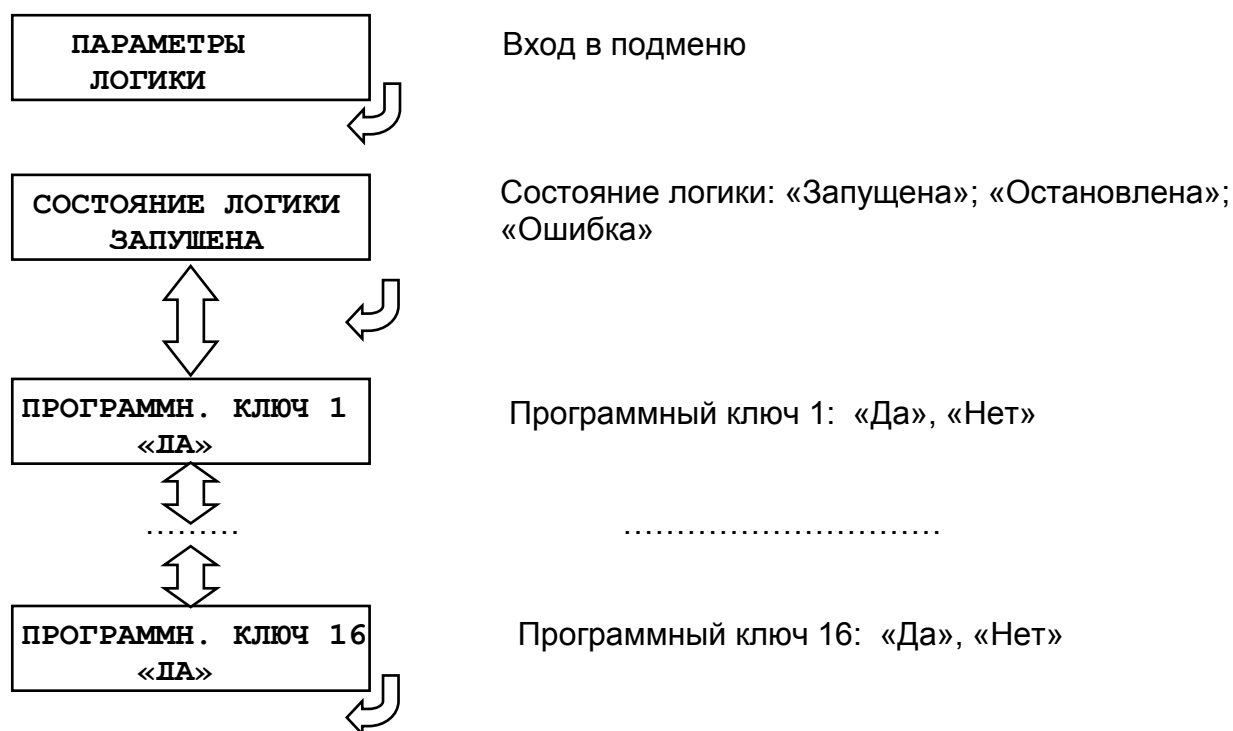 ПАРАМЕТРЫ
ЛОГИКИ
Вход в подменю
СОСТОЯНИЕ ЛОГИКИ
ЗАПУШЕНА
Состояние логики: «Запущена»; «Остановлена»;
«Ошибка»
ПРОГРАММН. КЛЮЧ 1
«ДА»
Программный ключ 1: «Да», «Нет»
.........
..............................
ПРОГРАММН. КЛЮЧ 16
«ДА»
Программный ключ 16: «Да», «Нет»